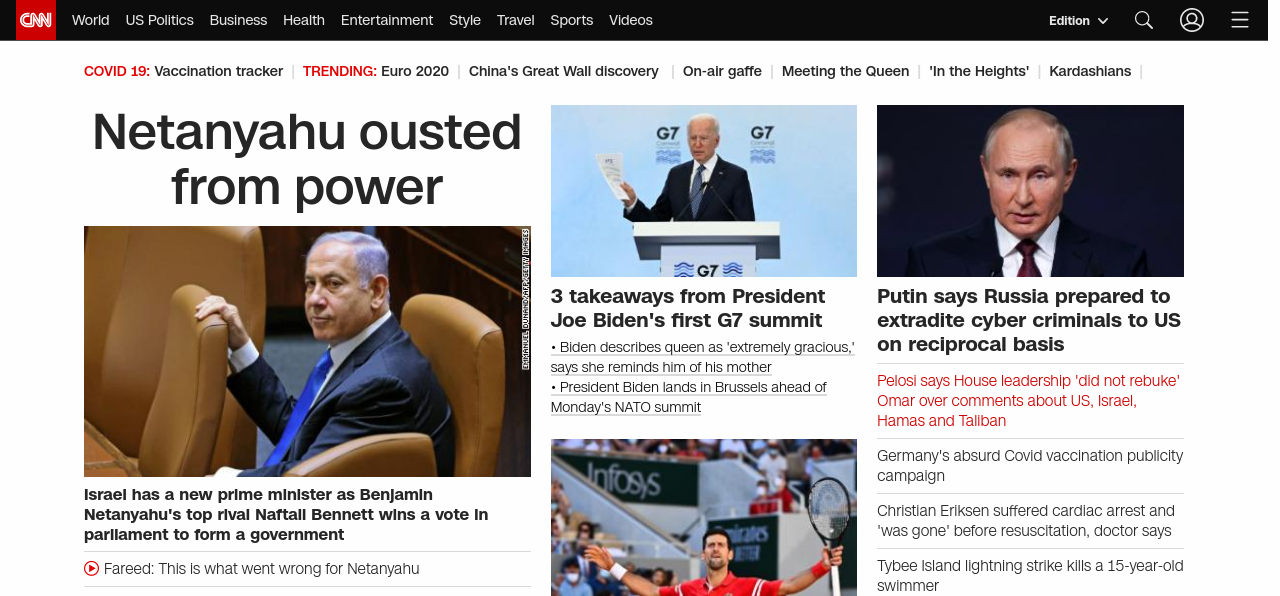 CNN World US Politics Business Health Entertainment Style Travel Sports Videos Edition
COVID 19: Vaccination tracker | TRENDING: Euro 2020 | China's Great Wall discovery | On-air gaffe | Meeting the Queen | 'In the Heights' | Kardashians |
Netanyahu ousted
from power
EMMANUEL DUNAND/AFP/GETTY IMAGES
Israel has a new prime minister as Benjamin
Netanyahu's top rival Naftali Bennett wins a vote in
parliament to form a government
Fareed: This is what went wrong for Netanyahu
G7
Cornwall
G7
G7
3 takeaways from President
Joe Biden's first G7 summit
• Biden describes queen as 'extremely gracious,'
says she reminds him of his mother
• President Biden lands in Brussels ahead of
Monday's NATO summit
Infosys
Emirates
Putin says Russia prepared to
extradite cyber criminals to US
on reciprocal basis
Pelosi says House leadership 'did not rebuke'
Omar over comments about US, Israel,
Hamas and Taliban
Germany's absurd Covid vaccination publicity
campaign
Christian Eriksen suffered cardiac arrest and
'was gone' before resuscitation, doctor says
Tybee Island lightning strike kills a 15-year-old
swimmer